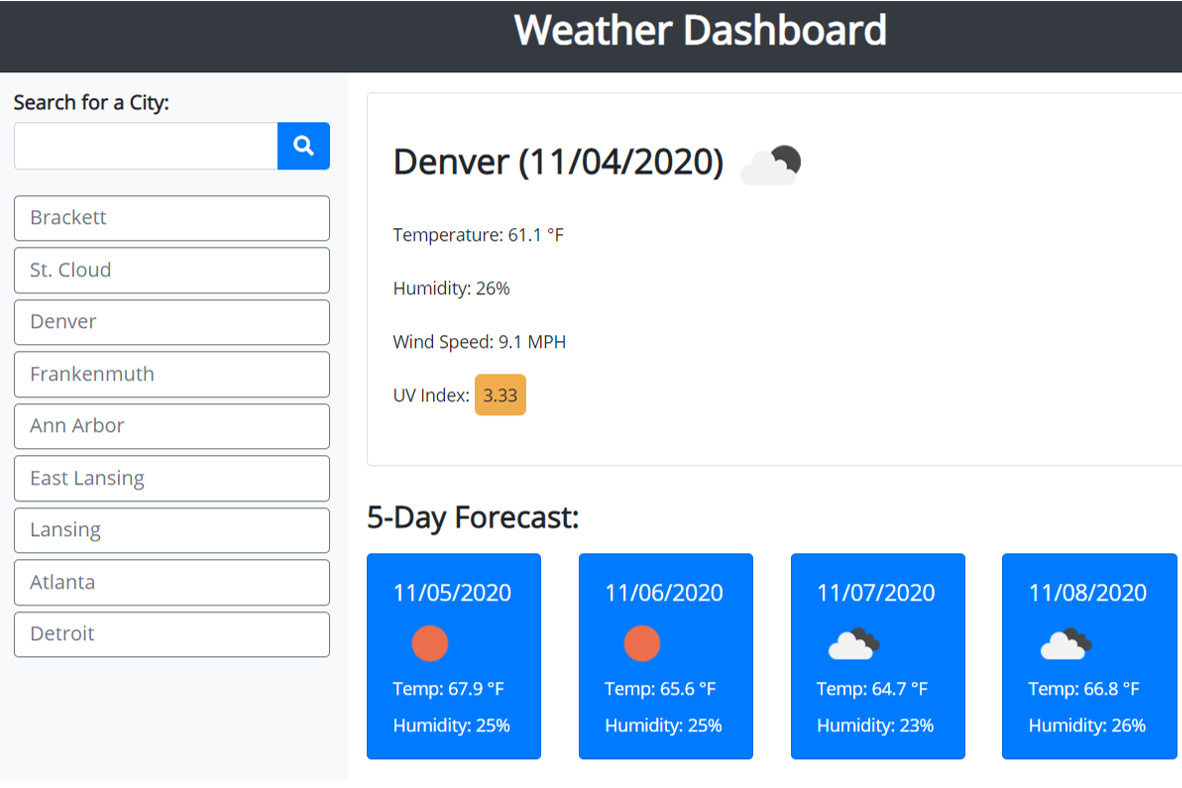 Weather Dashboard
Search for a City:
Brackett
St. Cloud
Denver
Frankenmuth
Ann Arbor
East Lansing
Lansing
Atlanta
Detroit
Denver (11/04/2020)
Temperature: 61.1 °F
Humidity: 26%
Wind Speed: 9.1 MPH
UV Index: 3.33
5-Day Forecast:
11/05/2020
Temp: 67.9 °F
Humidity: 25%
11/06/2020
Temp: 65.6 °F
Humidity: 25%
11/07/2020
Temp: 64.7 °F
Humidity: 23%
11/08/2020
Temp: 66.8 °F
Humidity: 26%